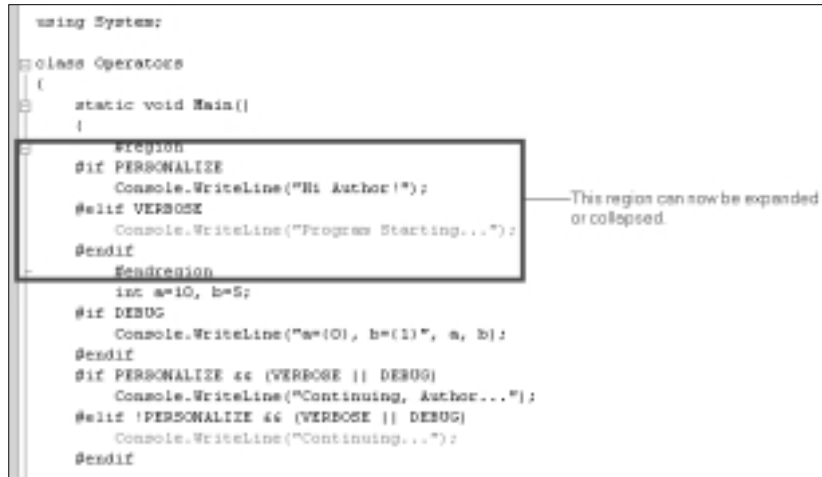 using System;
class Operators
{
static void Main()
{
#region
#if PERSONALIZE
Console.WriteLine("Hi Author!");
#elif VERBOSE
Console.WriteLine("Program Starting...");
#endif
#endregion
int a=10, b=5;
#if DEBUG
Console.WriteLine("a={0}, b={1}", a, b);
#endif
#if PERSONALIZE && (VERBOSE || DEBUG)
Console.WriteLine("Continuing, Author...");
#elif !PERSONALIZE && (VERBOSE || DEBUG)
Console.WriteLine("Continuing...");
#endif
This region can now be expanded
or collapsed.